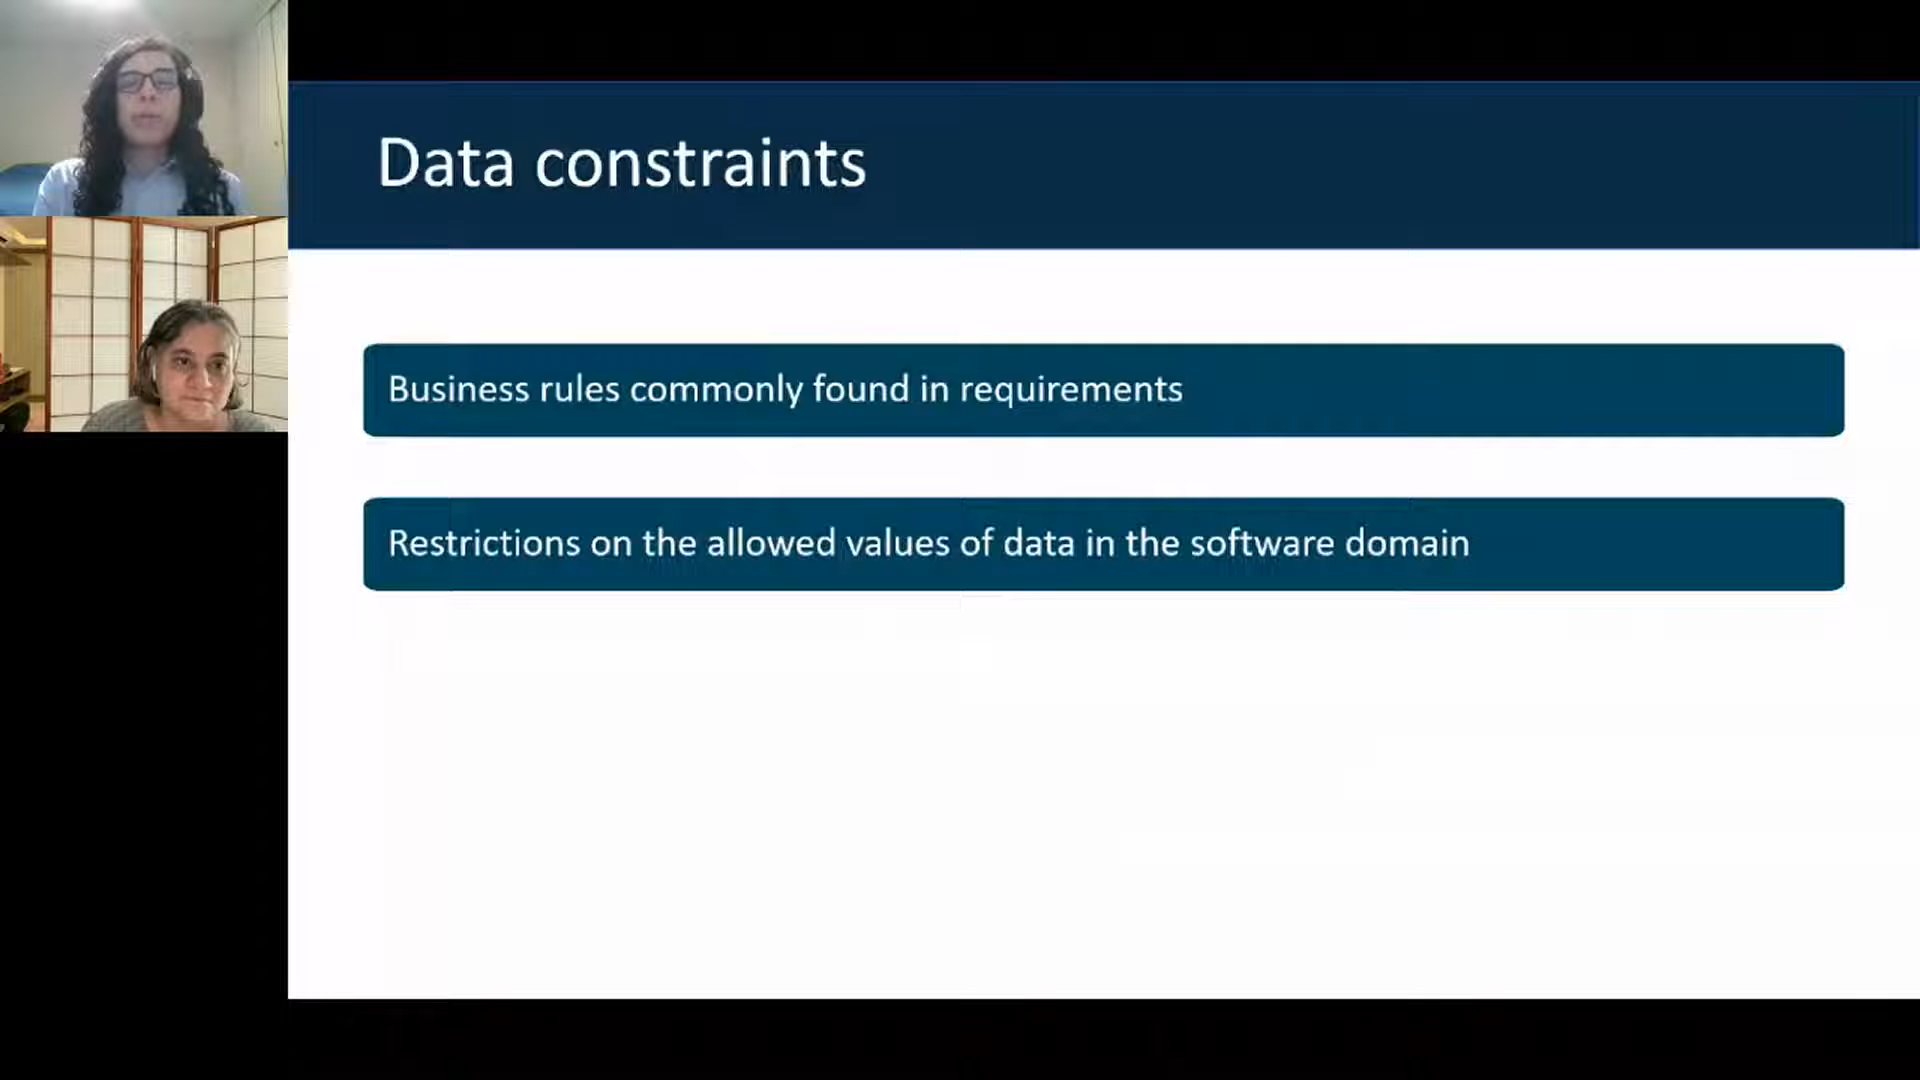 Data constraints
Business rules commonly found in requirements
Restrictions on the allowed values of data in the software domain